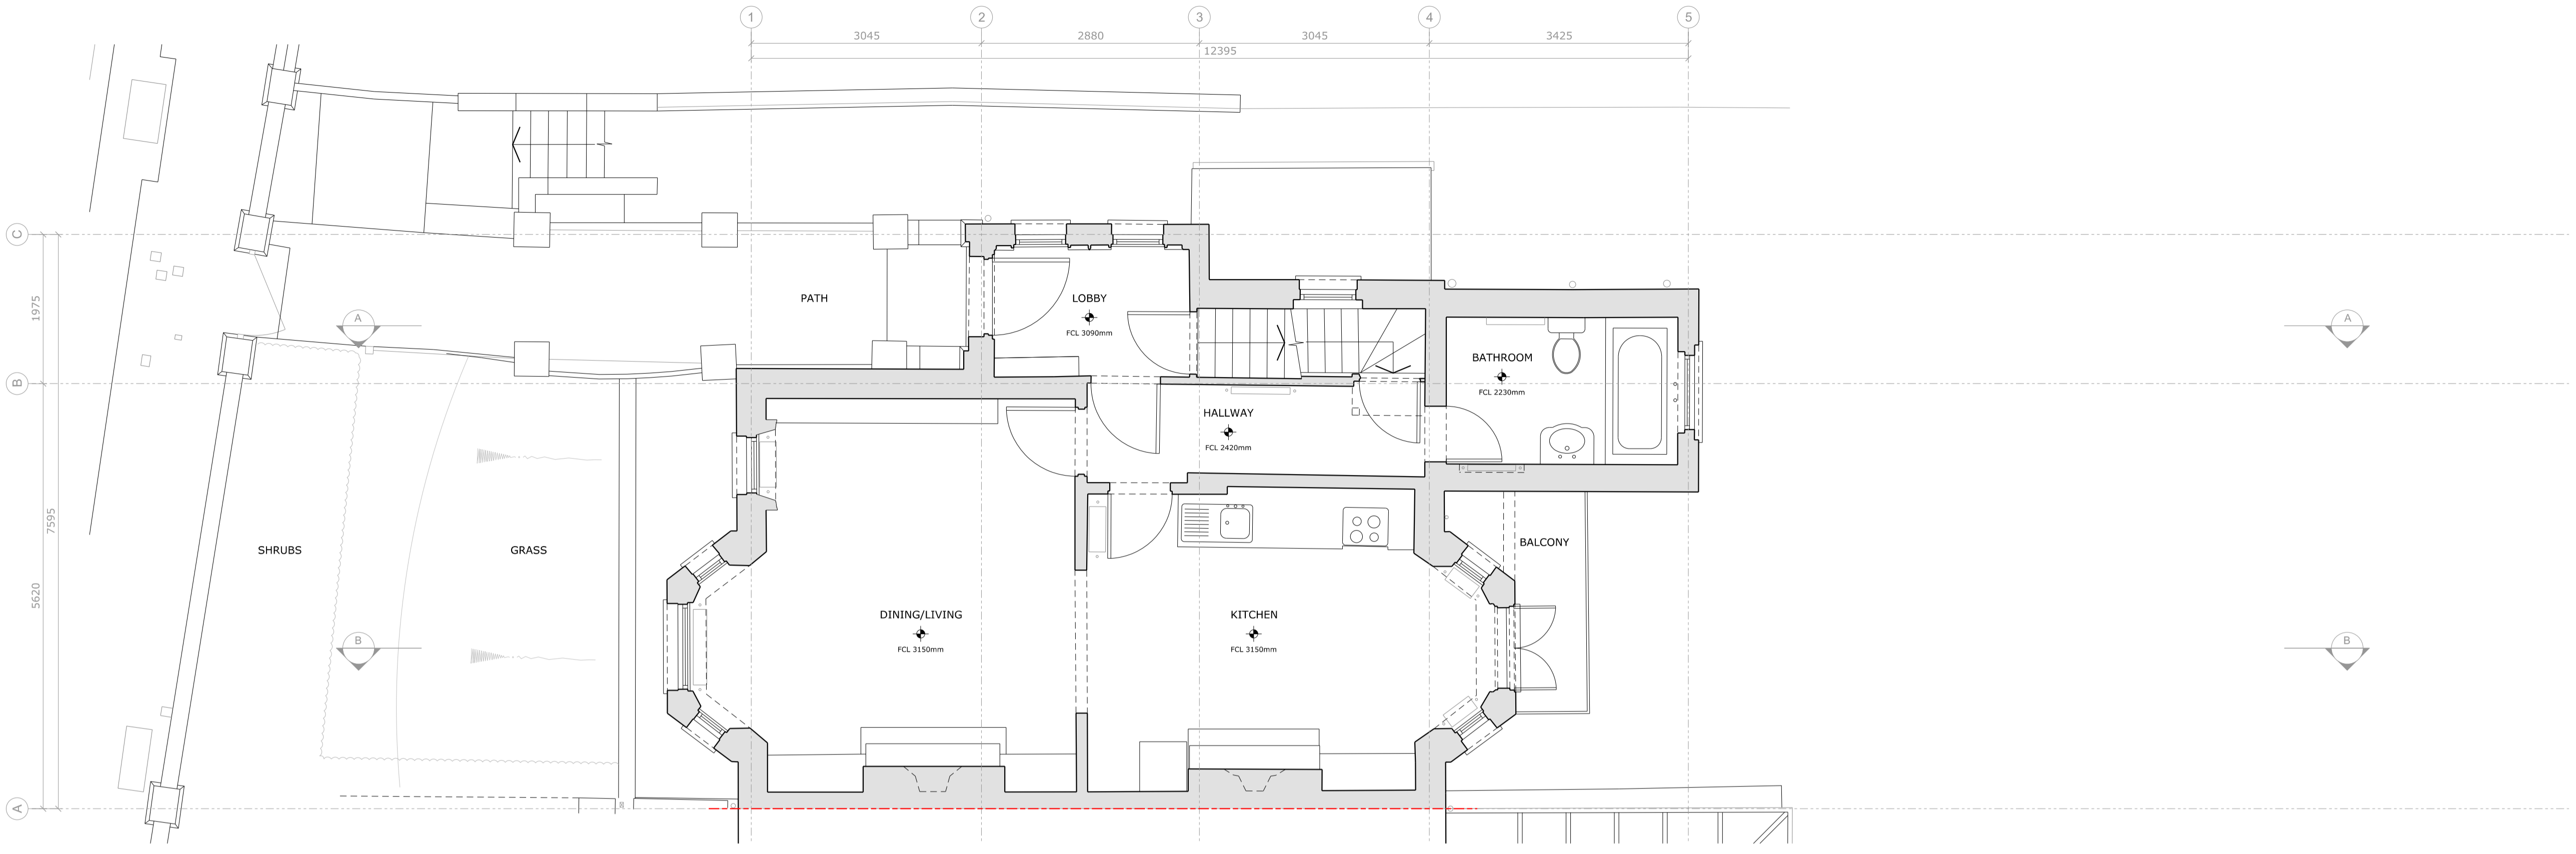 1
2
3
4
5
3045
2880
3045
3425
12395
C
1975
B
7595
5620
A
A
A
B
B
PATH
LOBBY
FCL 3090mm
BATHROOM
FCL 2230mm
HALLWAY
FCL 2420mm
SHRUBS
GRASS
BALCONY
DINING/LIVING
FCL 3150mm
KITCHEN
FCL 3150mm